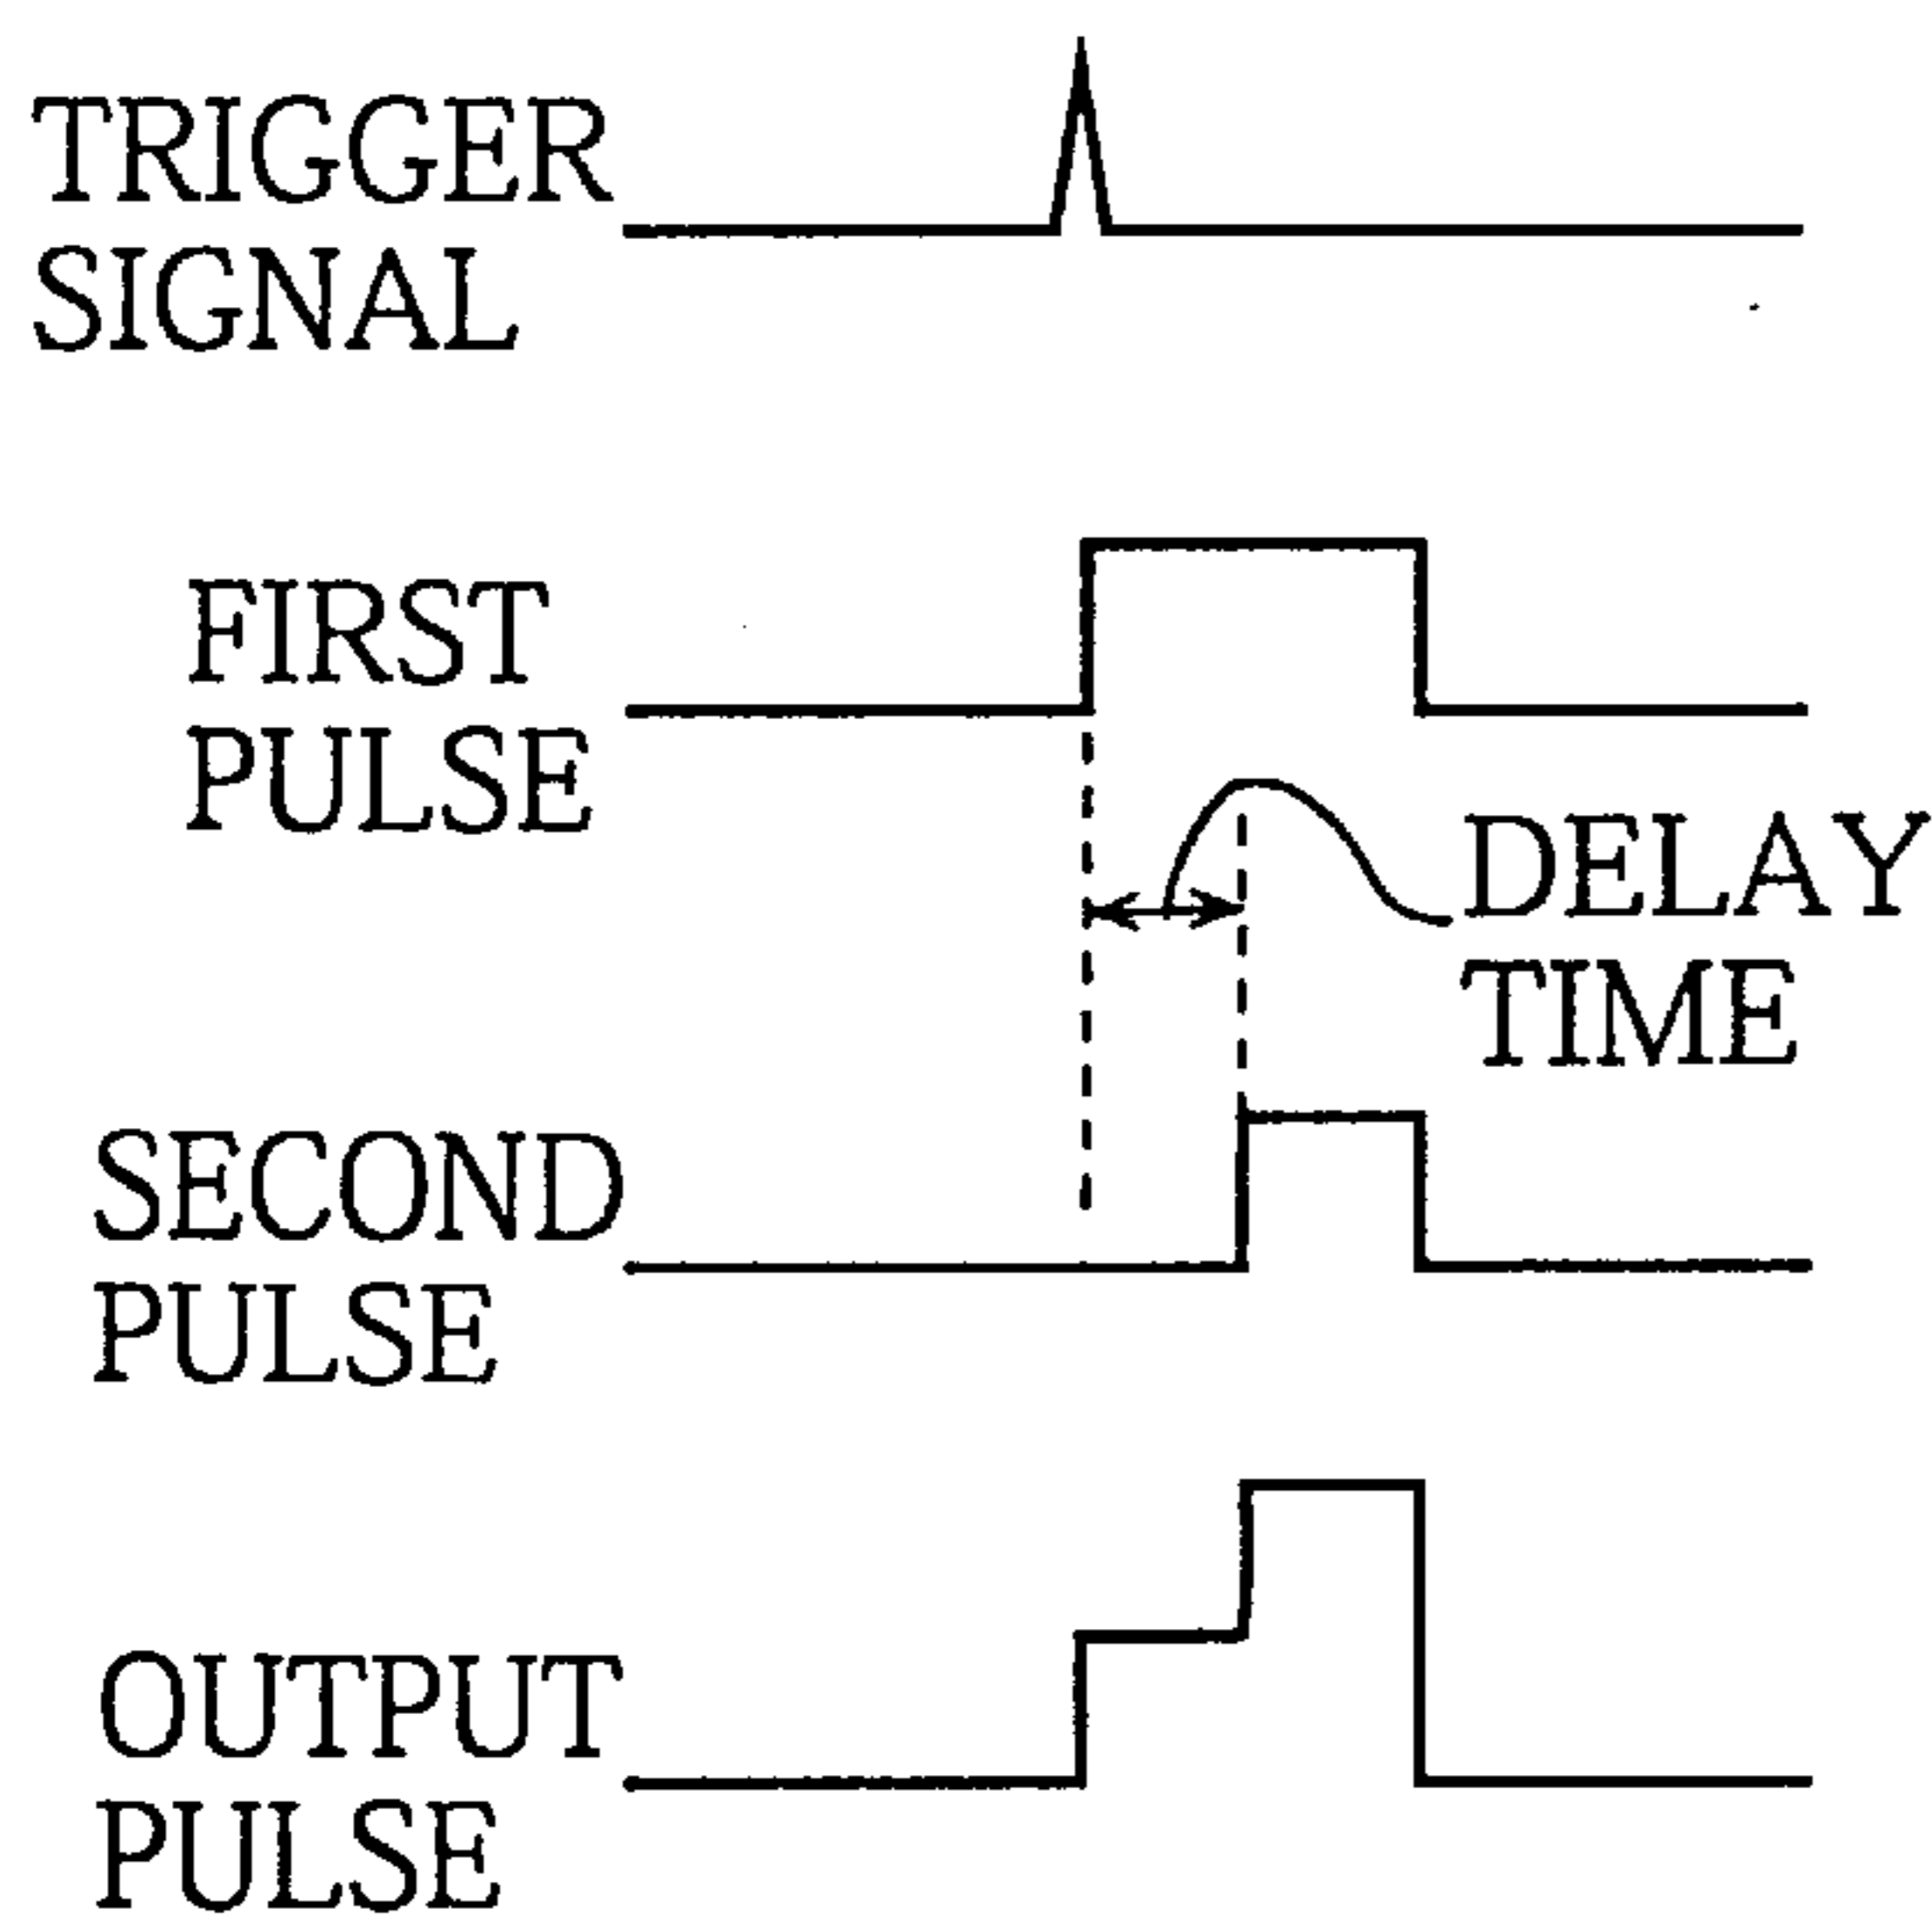 TRIGGER
SIGNAL
FIRST
PULSE
DELAY
TIME
SECOND
PULSE
OUTPUT
PULSE